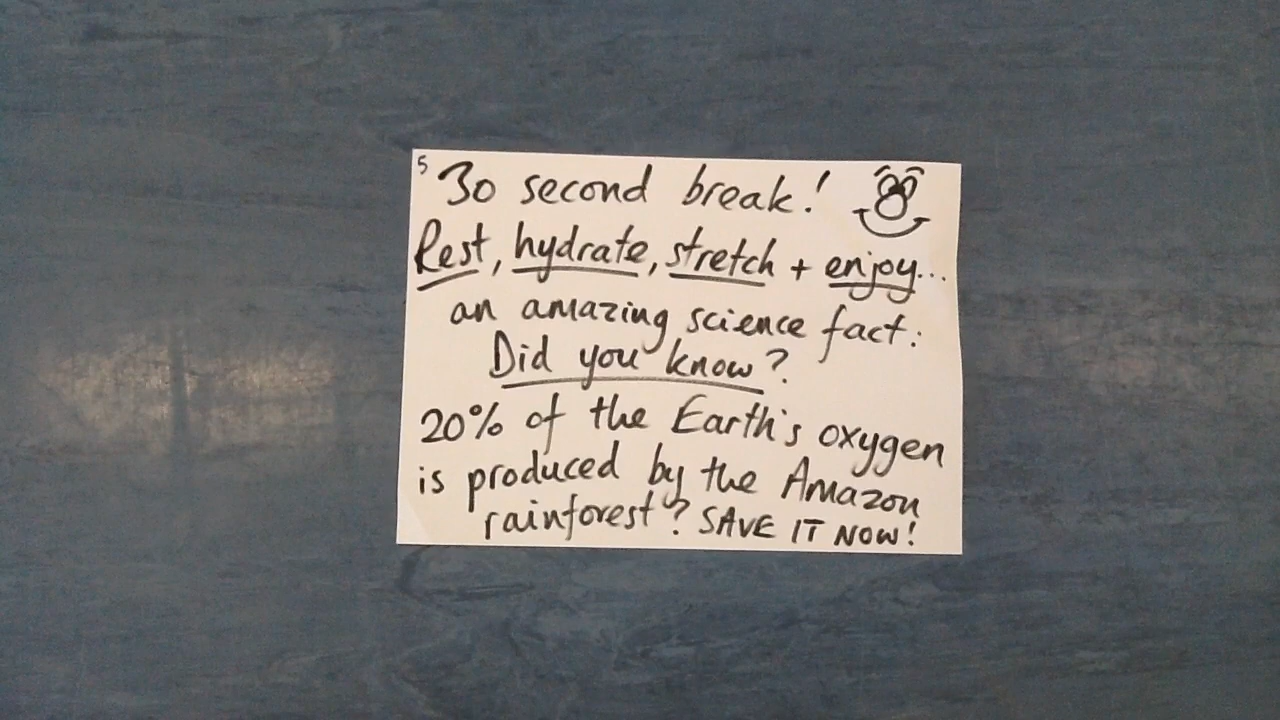 5 30 second break!
Rest, hydrate, stretch + enjoy...
an amazing science fact:
Did you know?
20% of the Earth's oxygen
is produced by the Amazon
rainforest? SAVE IT NOW!